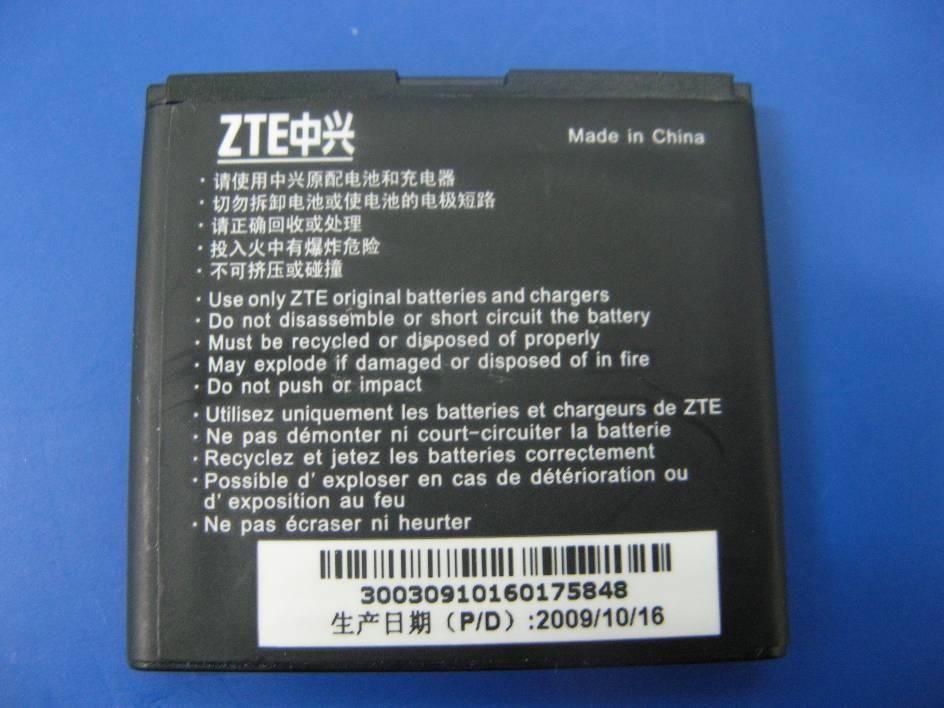 ZTE中兴
Made in China
· 请使用中兴原配电池和充电器
· 切勿拆卸电池或使电池的电极短路
· 请正确回收或处理
· 投入火中有爆炸危险
· 不可挤压或碰撞
· Use only ZTE original batteries and chargers
· Do not disassemble or short circuit the battery
· Must be recycled or disposed of properly
· May explode if damaged or disposed of in fire
· Do not push or impact
· Utilisez uniquement les batteries et chargeurs de ZTE
· Ne pas démonter ni court-circuiter la batterie
· Recyclez et jetez les batteries correctement
· Possible d' exploser en cas de détérioration ou
d' exposition au feu
· Ne pas écraser ni heurter
30030910160175848
生产日期（P/D）:2009/10/16